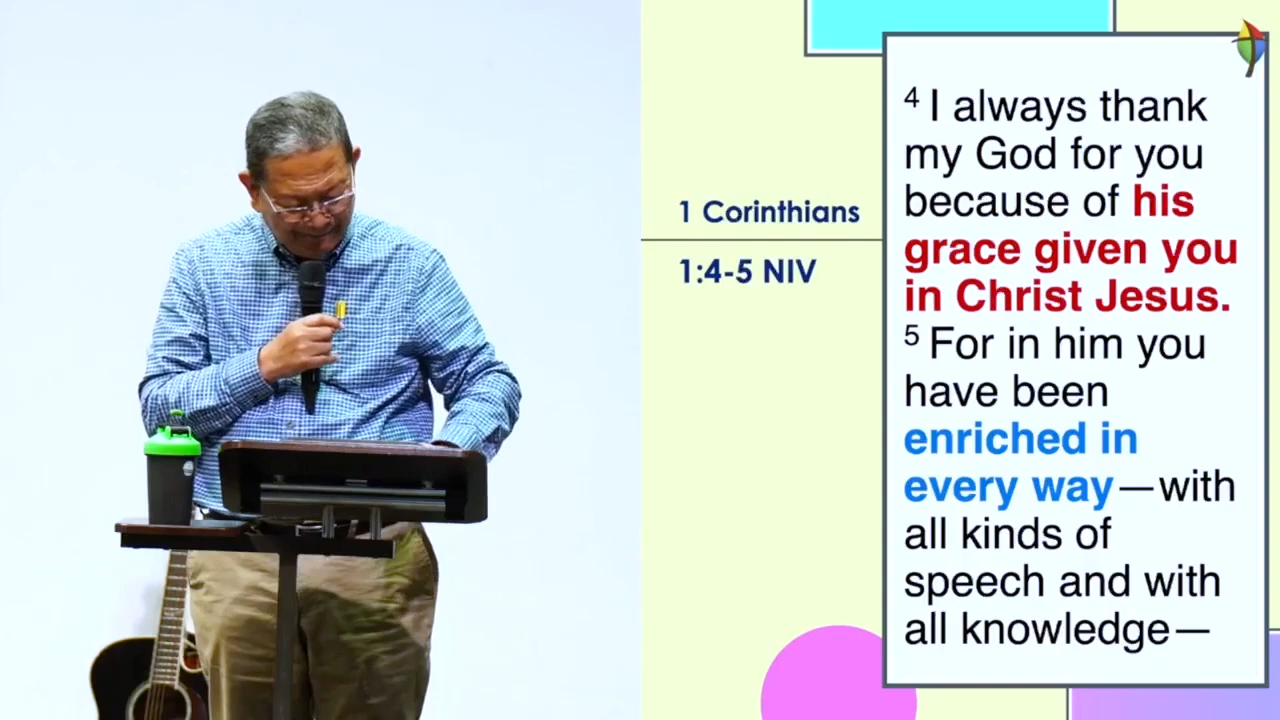 1 Corinthians
1:4-5 NIV
4 I always thank
my God for you
because of his
grace given you
in Christ Jesus.
5 For in him you
have been
enriched in
every way—with
all kinds of
speech and with
all knowledge—